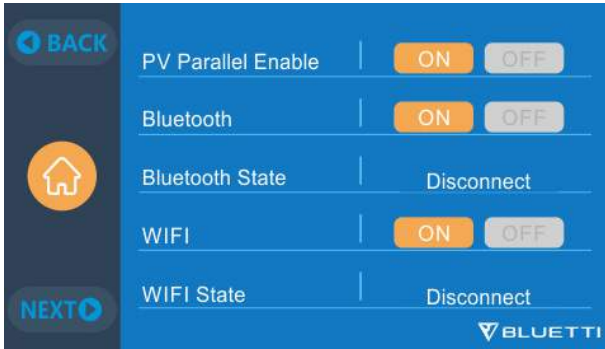 BACK
PV Parallel Enable ON OFF
Bluetooth ON OFF
Bluetooth State Disconnect
WIFI ON OFF
WIFI State Disconnect
NEXT
BLUETTI